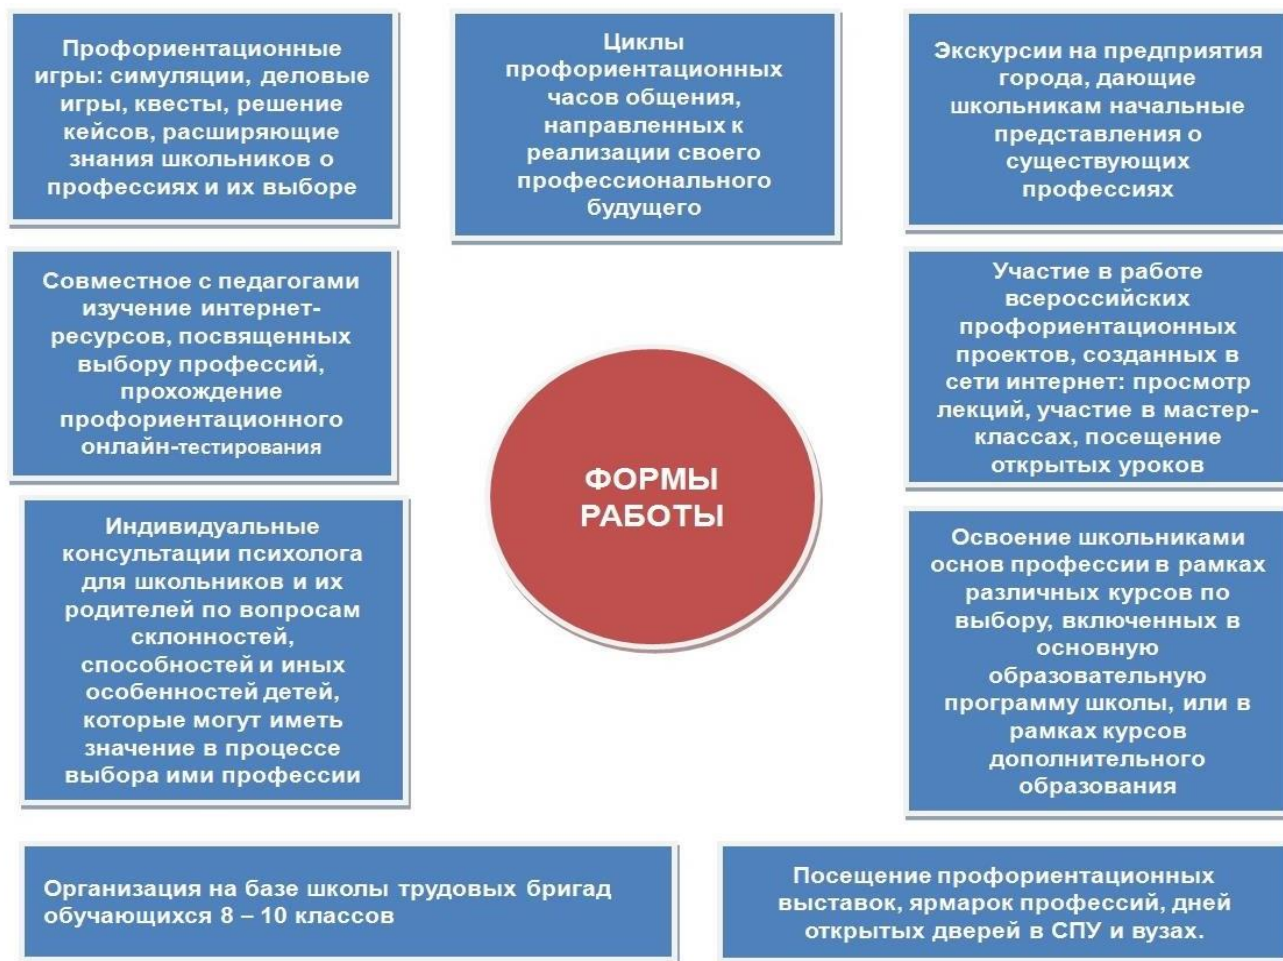 Профориентационные
игры: симуляции, деловые
игры, квесты, решение
кейсов, расширяющие
знания школьников о
профессиях и их выборе
Циклы
профориентационных
часов общения,
направленных к
реализации своего
профессионального
будущего
Экскурсии на предприятия
города, дающие
школьникам начальные
представления о
существующих
профессиях
Совместное с педагогами
изучение интернет-
ресурсов, посвященных
выбору профессий,
прохождение
профориентационного
онлайн-тестирования
Участие в работе
всероссийских
профориентационных
проектов, созданных в
сети интернет: просмотр
лекций, участие в мастер-
классах, посещение
открытых уроков
ФОРМЫ
РАБОТЫ
Индивидуальные
консультации психолога
для школьников и их
родителей по вопросам
склонностей,
способностей и иных
особенностей детей,
которые могут иметь
значение в процессе
выбора ими профессии
Освоение школьниками
основ профессии в рамках
различных курсов по
выбору, включенных в
основную
образовательную
программу школы, или в
рамках курсов
дополнительного
образования
Организация на базе школы трудовых бригад
обучающихся 8 – 10 классов
Посещение профориентационных
выставок, ярмарок профессий, дней
открытых дверей в СПУ и вузах.